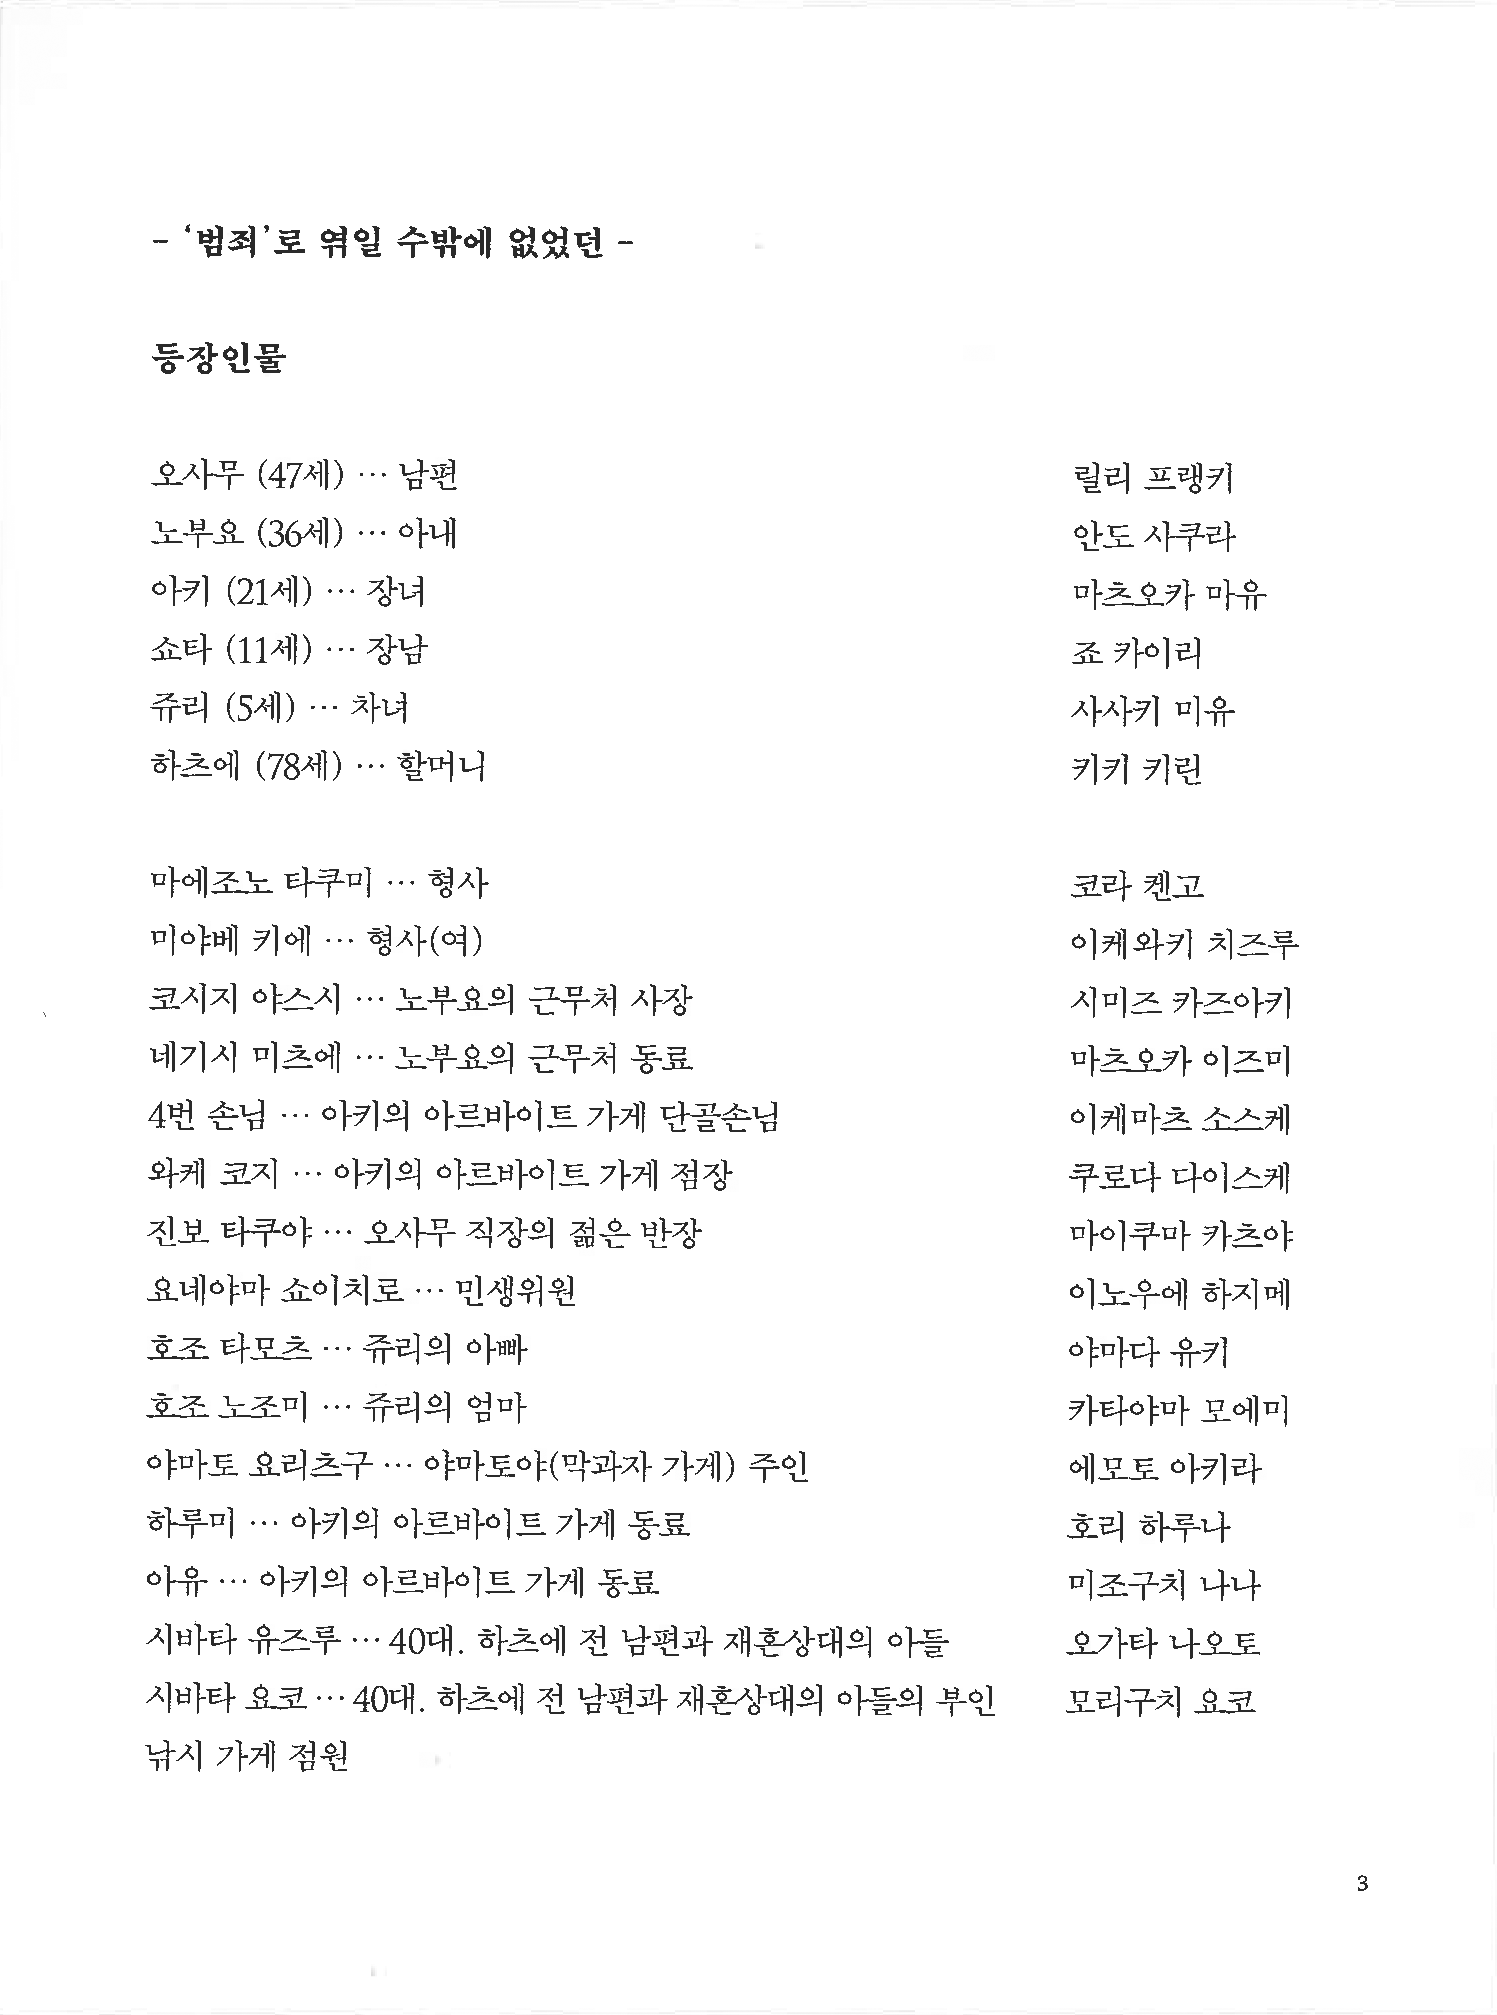 - ‘범죄’로 엮일 수밖에 없었던 -
등장인물
오사무 (47세) ··· 남편 릴리 프랭키
노부요 (36세) ··· 아내 안도 사쿠라
아키 (21세) ··· 장녀 마츠오카 마유
쇼타 (11세) ··· 장남 죠 카이리
쥬리 (5세) ··· 차녀 사사키 미유
하츠에 (78세) ··· 할머니 키키 키린
마에조노 타쿠미 ··· 형사 코라 켄고
미야베 키에 ··· 형사(여) 이케와키 치즈루
코시지 야스시 ··· 노부요의 근무처 사장 시미즈 카즈아키
네기시 미츠에 ··· 노부요의 근무처 동료 마츠오카 이즈미
4번 손님 ··· 아키의 아르바이트 가게 단골손님 이케마츠 소스케
와케 코지 ··· 아키의 아르바이트 가게 점장 쿠로다 다이스케
진보 타쿠야 ··· 오사무 직장의 젊은 반장 마이쿠마 카츠야
요네야마 쇼이치로 ··· 민생위원 이노우에 하지메
호조 타모츠 ··· 쥬리의 아빠 야마다 유키
호조 노조미 ··· 쥬리의 엄마 카타야마 모에미
야마토 요리츠구 ··· 야마토야(막과자 가게) 주인 에모토 아키라
하루미 ··· 아키의 아르바이트 가게 동료 호리 하루나
아유 ··· 아키의 아르바이트 가게 동료 미조구치 나나
시바타 유즈루 ··· 40대. 하츠에 전 남편과 재혼상대의 아들 오가타 나오토
시바타 요코 ··· 40대. 하츠에 전 남편과 재혼상대의 아들의 부인 모리구치 요코
낚시 가게 점원
3